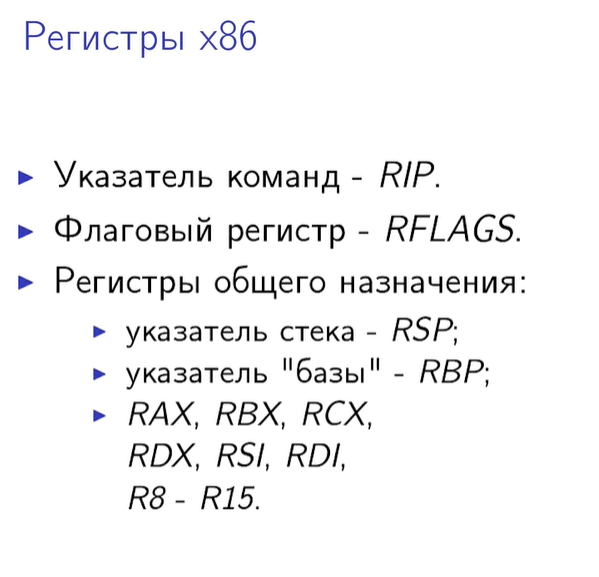 Регистры x86
Указатель команд - RIP.
Флаговый регистр - RFLAGS.
Регистры общего назначения:
указатель стека - RSP;
указатель "базы" - RBP;
RAX, RBX, RCX,
RDX, RSI, RDI,
R8 - R15.